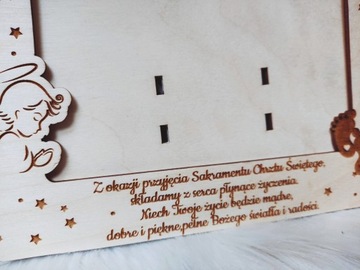 Z okazji przyjęcia Sakramentu Chrztu Świętego,
składamy z serca płynące życzenia.
Niech Twoje życie będzie mądre,
dobre i piękne,pełne Bożego światła i radości.